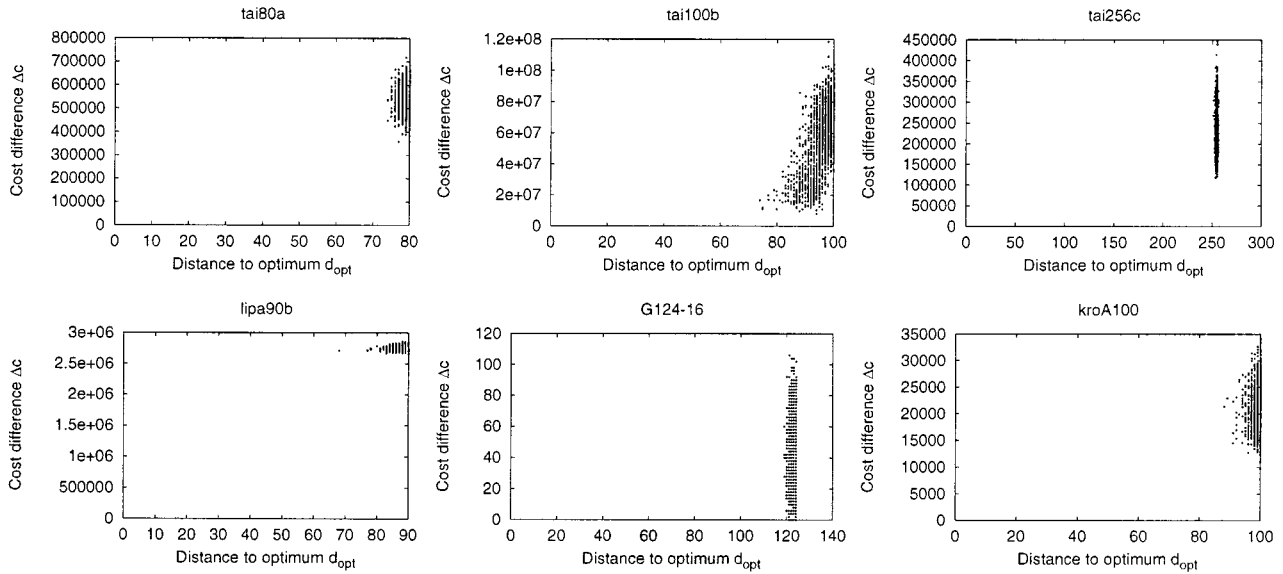 tai80a
800000
700000
600000
500000
400000
300000
200000
100000
0
Cost difference Δc
0 10 20 30 40 50 60 70 80
Distance to optimum d_opt
tai100b
1.2e+08
1e+08
8e+07
6e+07
4e+07
2e+07
0
Cost difference Δc
0 20 40 60 80 100
Distance to optimum d_opt
tai256c
450000
400000
350000
300000
250000
200000
150000
100000
50000
0
Cost difference Δc
0 50 100 150 200 250 300
Distance to optimum d_opt
lipa90b
3e+06
2.5e+06
2e+06
1.5e+06
1e+06
500000
0
Cost difference Δc
0 10 20 30 40 50 60 70 80 90
Distance to optimum d_opt
G124-16
120
100
80
60
40
20
0
Cost difference Δc
0 20 40 60 80 100 120 140
Distance to optimum d_opt
kroA100
35000
30000
25000
20000
15000
10000
5000
0
Cost difference Δc
0 20 40 60 80 100
Distance to optimum d_opt